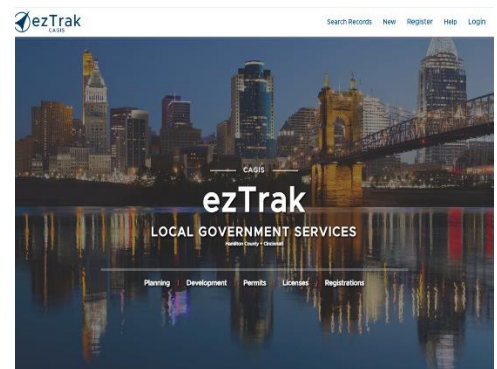 ezTrak
CAGIS
Search Records New Register Help Login
CAGIS
ezTrak
LOCAL GOVERNMENT SERVICES
Hamilton County • Cincinnati
Planning | Development Permits Licenses | Registrations